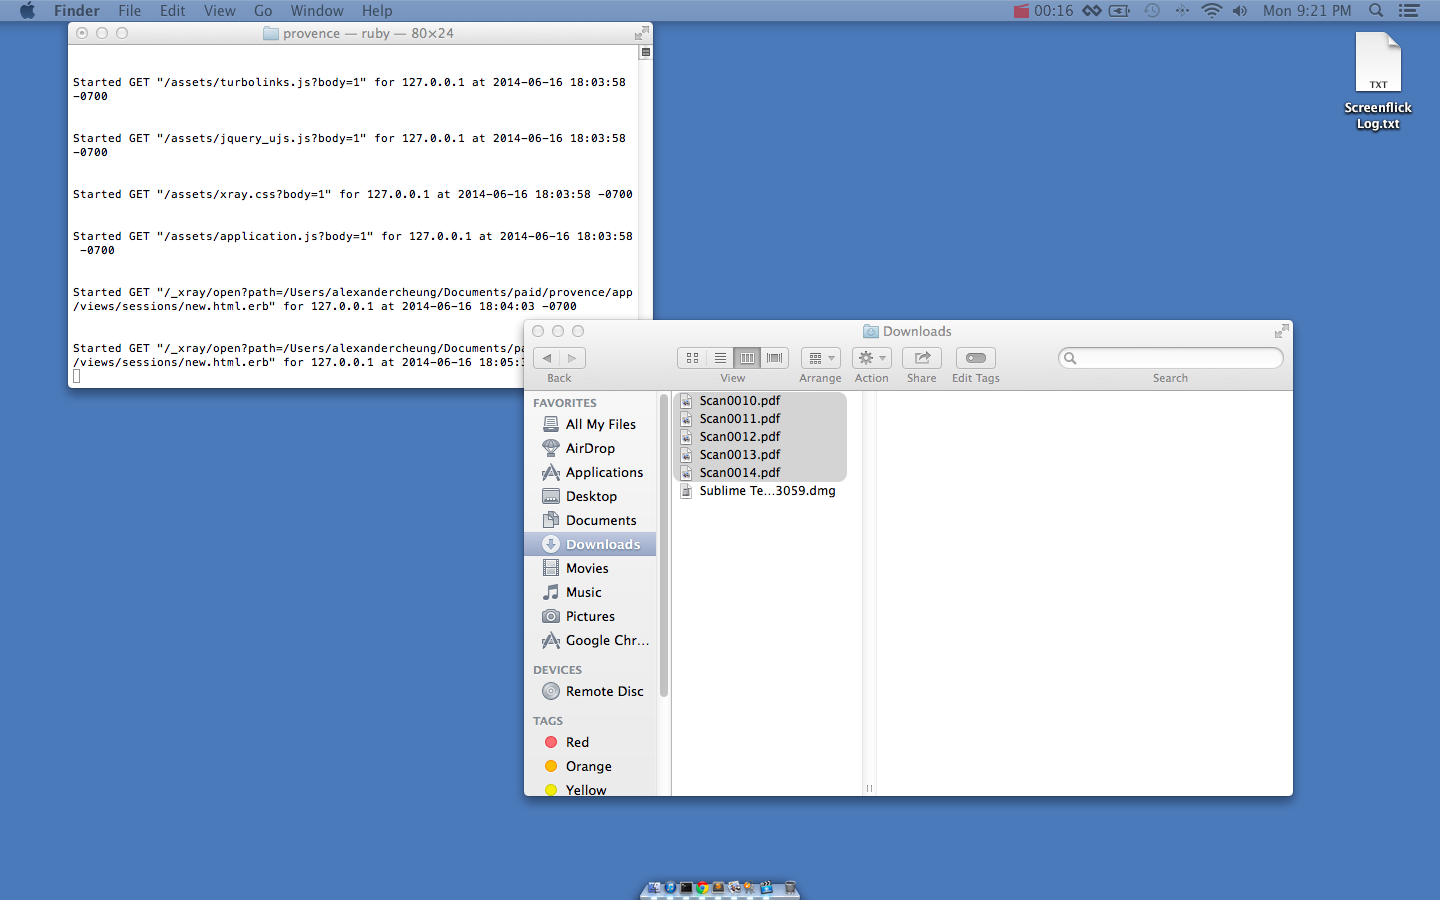 Finder File Edit View Go Window Help
00:16 Mon 9:21 PM
provence — ruby — 80×24
Started GET "/assets/turbolinks.js?body=1" for 127.0.0.1 at 2014-06-16 18:03:58
-0700
Started GET "/assets/jquery_ujs.js?body=1" for 127.0.0.1 at 2014-06-16 18:03:58
-0700
Started GET "/assets/xray.css?body=1" for 127.0.0.1 at 2014-06-16 18:03:58 -0700
Started GET "/assets/application.js?body=1" for 127.0.0.1 at 2014-06-16 18:03:58
-0700
Started GET "/_xray/open?path=/Users/alexandercheung/Documents/paid/provence/app
/views/sessions/new.html.erb" for 127.0.0.1 at 2014-06-16 18:04:03 -0700
Started GET "/_xray/open?path=/Users/alexandercheung/Documents/pa
/views/sessions/new.html.erb" for 127.0.0.1 at 2014-06-16 18:05:3
TXT
Screenflick
Log.txt
Downloads
Back View Arrange Action Share Edit Tags Search
FAVORITES
All My Files
AirDrop
Applications
Desktop
Documents
Downloads
Movies
Music
Pictures
Google Chr...
DEVICES
Remote Disc
TAGS
Red
Orange
Yellow
Scan0010.pdf
Scan0011.pdf
Scan0012.pdf
Scan0013.pdf
Scan0014.pdf
Sublime Te...3059.dmg